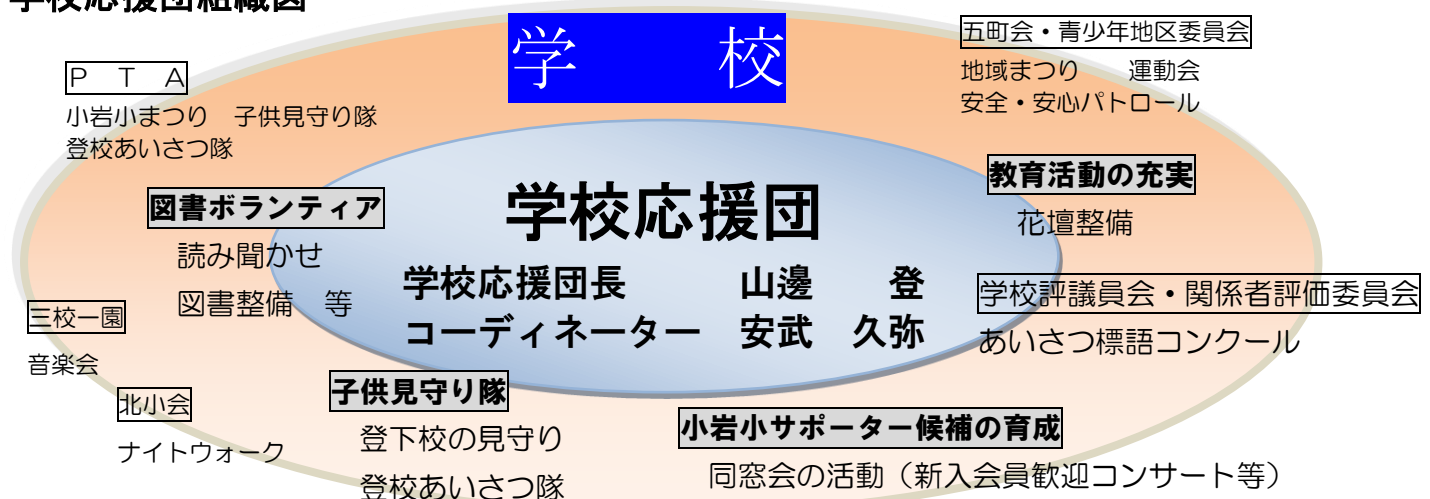 学校応援団組織図
学　校
五町会・青少年地区委員会
地域まつり　運動会
安全・安心パトロール
P T A
小岩小まつり　子供見守り隊
登校あいさつ隊
図書ボランティア
読み聞かせ
図書整備　等
学校応援団
学校応援団長　山邊　登
コーディネーター　安武　久弥
教育活動の充実
花壇整備
学校評議員会・関係者評価委員会
あいさつ標語コンクール
三校一園
音楽会
北小会
ナイトウォーク
子供見守り隊
登下校の見守り
登校あいさつ隊
小岩小サポーター候補の育成
同窓会の活動（新入会員歓迎コンサート等）